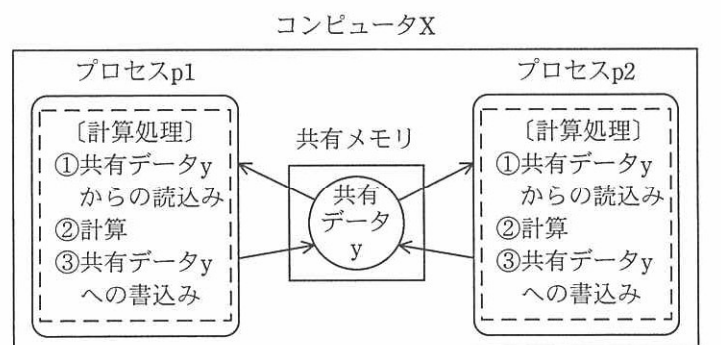 コンピュータX
プロセスp1
〔計算処理〕
①共有データy
からの読込み
②計算
③共有データy
への書込み
共有メモリ
共有
データ
y
プロセスp2
〔計算処理〕
①共有データy
からの読込み
②計算
③共有データy
への書込み